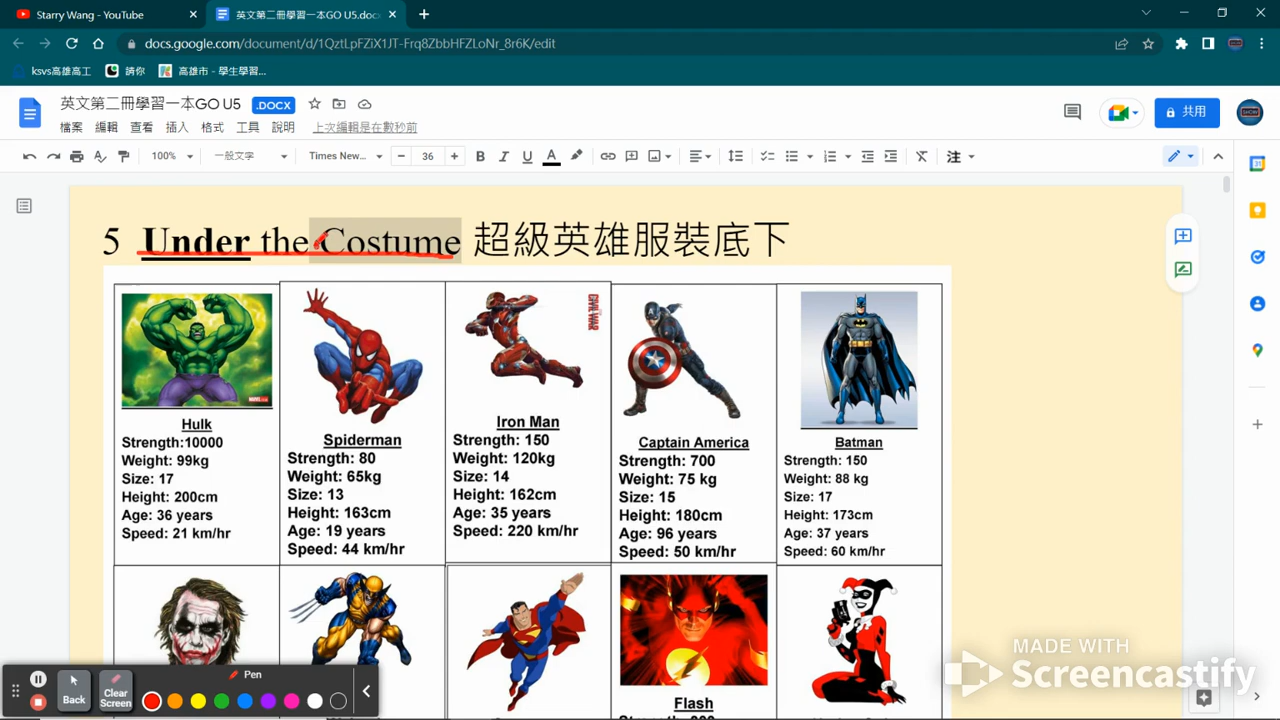 Starry Wang - YouTube
英文第二冊學習一本GO U5.docx
docs.google.com/document/d/1QztLpFZiX1JT-Frq8ZbbHFZLoNr_8r6K/edit
ksvs高雄高工
請你
高雄市 - 學生學習...
英文第二冊學習一本GO U5
.DOCX
檔案 編輯 查看 插入 格式 工具 說明
上次編輯是在數秒前
共用
100%
一般文字
Times New...
36
B I U A
注
5 Under the Costume 超級英雄服裝底下
Hulk
Strength:10000
Weight: 99kg
Size: 17
Height: 200cm
Age: 36 years
Speed: 21 km/hr
Spiderman
Strength: 80
Weight: 65kg
Size: 13
Height: 163cm
Age: 19 years
Speed: 44 km/hr
CIVIL WAR
Iron Man
Strength: 150
Weight: 120kg
Size: 14
Height: 162cm
Age: 35 years
Speed: 220 km/hr
Captain America
Strength: 700
Weight: 75 kg
Size: 15
Height: 180cm
Age: 96 years
Speed: 50 km/hr
Batman
Strength: 150
Weight: 88 kg
Size: 17
Height: 173cm
Age: 37 years
Speed: 60 km/hr
Flash
Pen
Back
Clear
Screen
MADE WITH
Screencastify